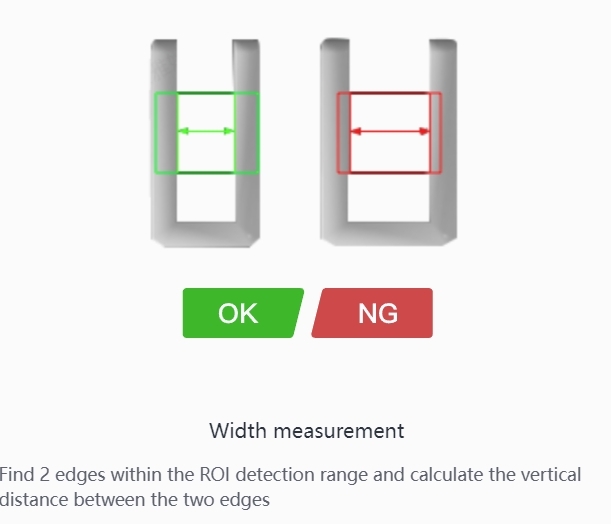 OK NG
Width measurement
Find 2 edges within the ROI detection range and calculate the vertical
distance between the two edges